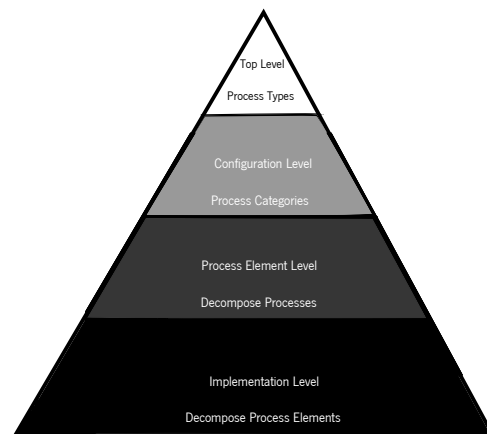 Top Level
Process Types
Configuration Level
Process Categories
Process Element Level
Decompose Processes
Implementation Level
Decompose Process Elements